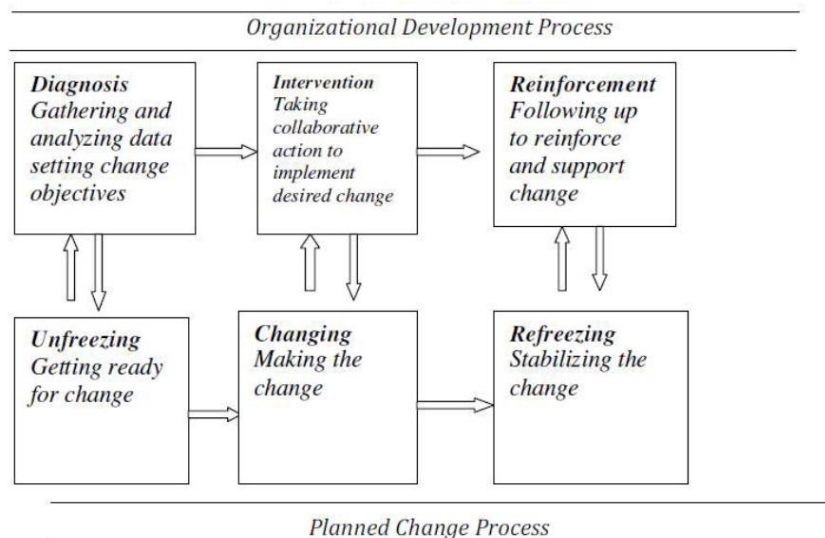 Organizational Development Process
Diagnosis
Gathering and
analyzing data
setting change
objectives
Intervention
Taking
collaborative
action to
implement
desired change
Reinforcement
Following up
to reinforce
and support
change
Unfreezing
Getting ready
for change
Changing
Making the
change
Refreezing
Stabilizing the
change
Planned Change Process